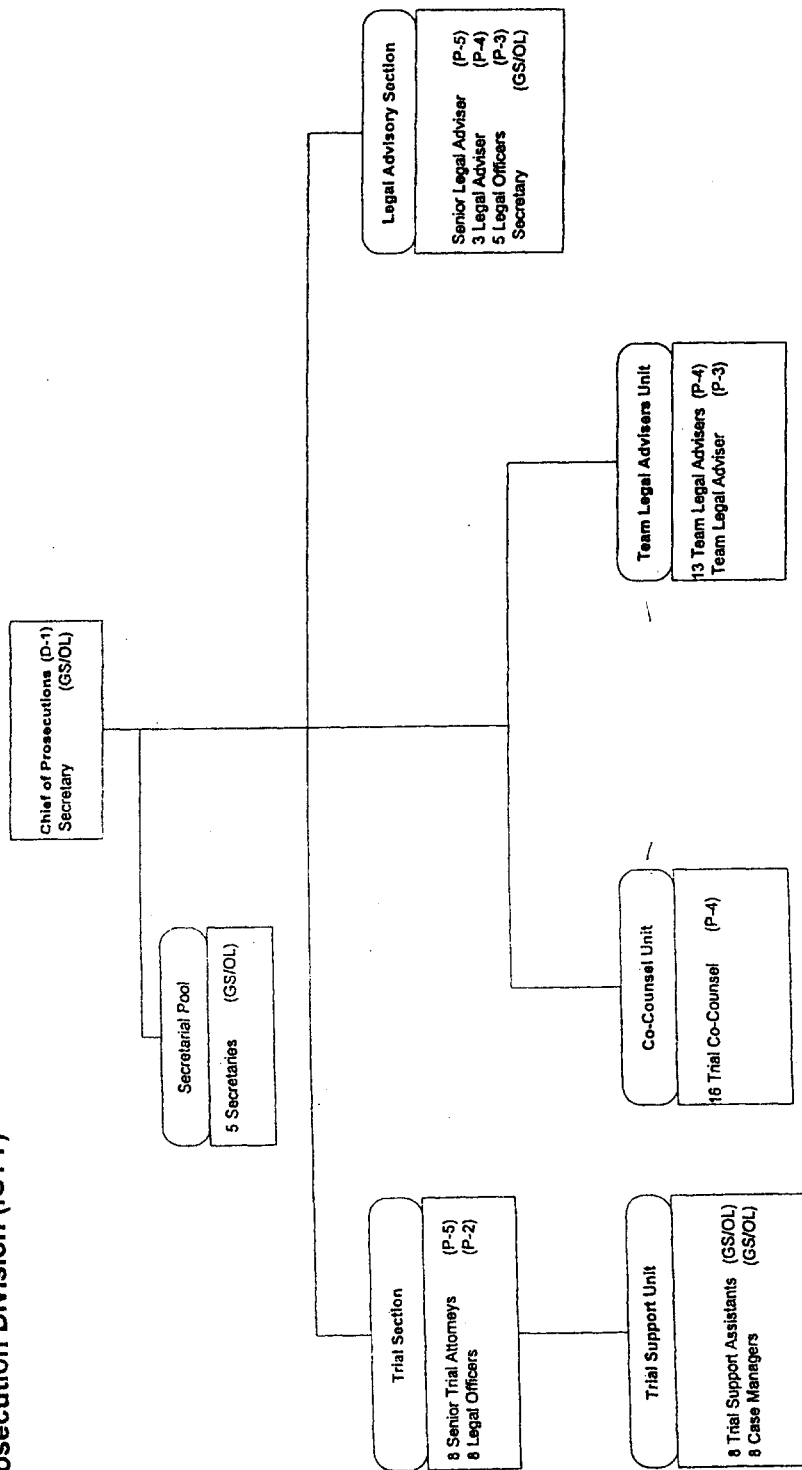 osecution Division (ICTY)
Chief of Prosecutions (D-1)
Secretary (GS/OL)
Secretarial Pool
5 Secretaries (GS/OL)
Trial Section
8 Senior Trial Attorneys (P-5)
8 Legal Officers (P-2)
Legal Advisory Section
Senior Legal Adviser (P-5)
3 Legal Adviser (P-4)
5 Legal Officers (P-3)
Secretary (GS/OL)
Trial Support Unit
8 Trial Support Assistants (GS/OL)
8 Case Managers (GS/OL)
Co-Counsel Unit
16 Trial Co-Counsel (P-4)
Team Legal Advisers Unit
13 Team Legal Advisers (P-4)
Team Legal Adviser (P-3)